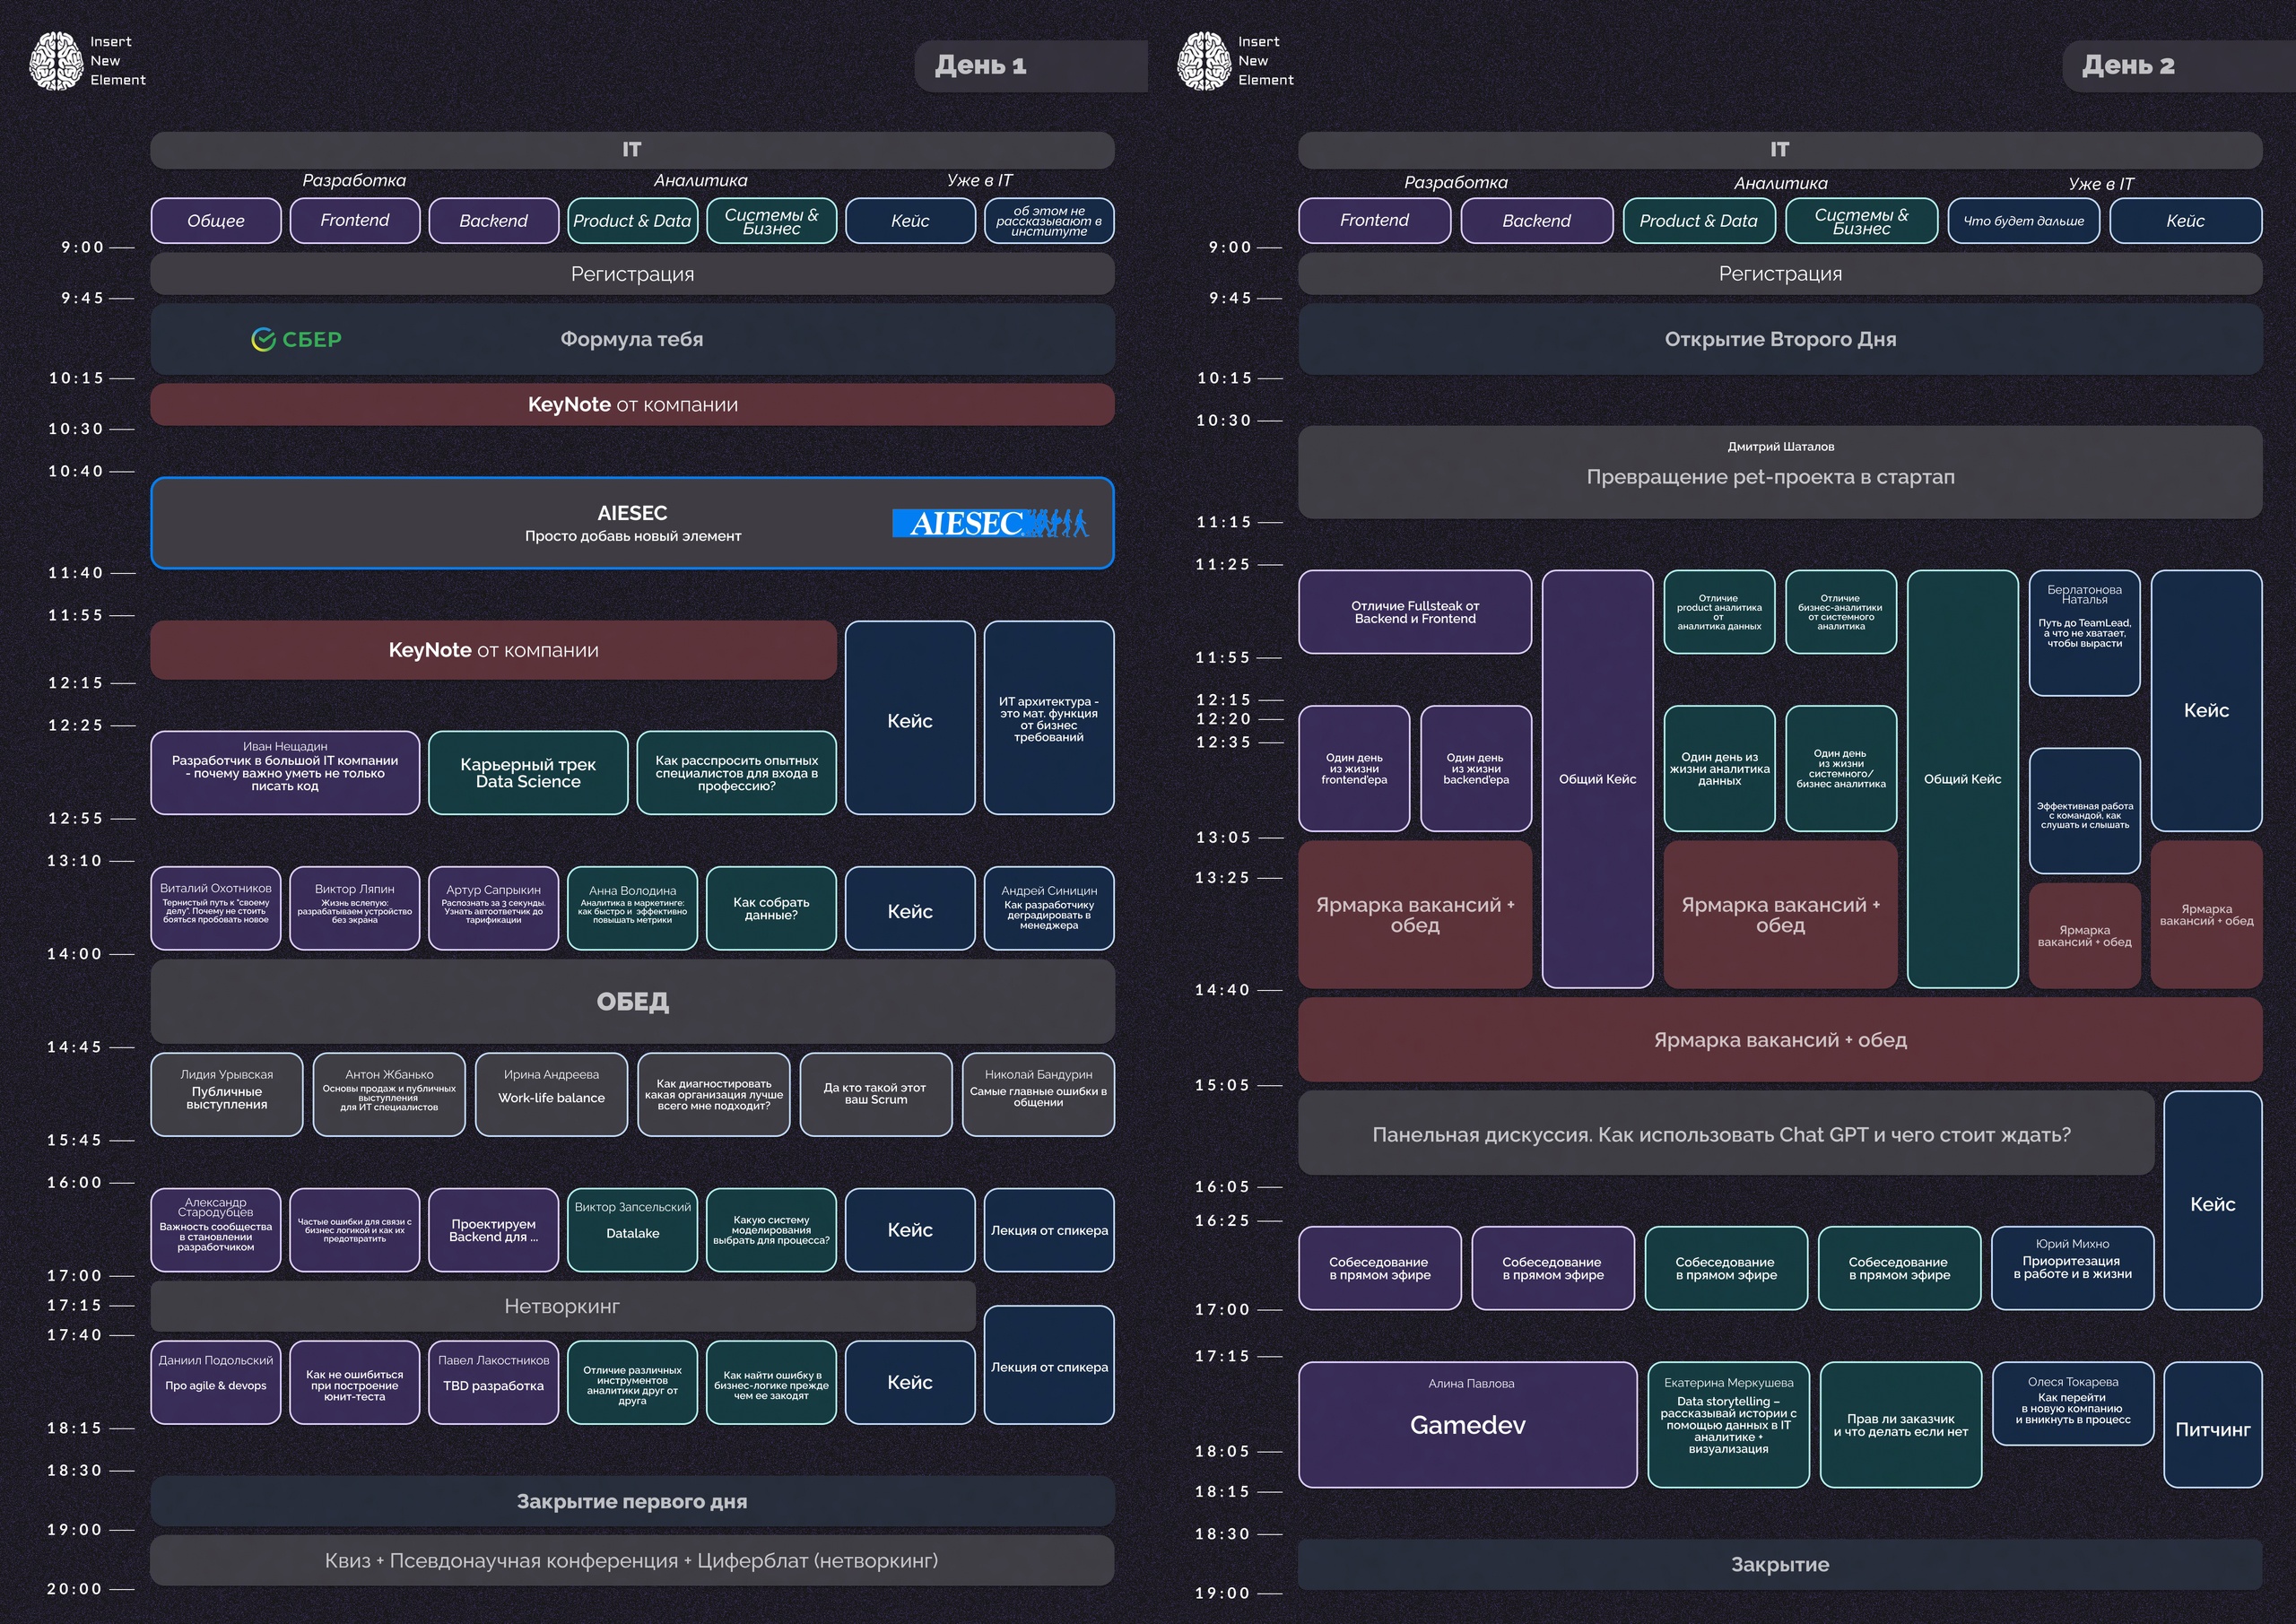 Insert
New
Element
День 1
IT
Разработка
Аналитика
Уже в IT
Общее
Frontend
Backend
Product & Data
Системы &
Бизнес
Кейс
об этом не
рассказывают в
институте
9:00
Регистрация
9:45
СБЕР
Формула тебя
10:15
KeyNote от компании
10:30
10:40
AIESEC
Просто добавь новый элемент
AIESEC
11:40
11:55
KeyNote от компании
Кейс
ИТ архитектура -
это мат. функция
от бизнес
требований
12:15
12:25
Иван Нещадин
Разработчик в большой IT компании
- почему важно уметь не только
писать код
Карьерный трек
Data Science
Как расспросить опытных
специалистов для входа в
профессию?
12:55
13:10
Виталий Охотников
Тернистый путь к "своему
делу". Почему не стоить
бояться пробовать новое
Виктор Ляпин
Жизнь вслепую:
разрабатываем устройство
без экрана
Артур Сапрыкин
Распознать за 3 секунды.
Узнать автоответчик до
тарификации
Анна Володина
Аналитика в маркетинге:
как быстро и эффективно
повышать метрики
Как собрать
данные?
Кейс
Андрей Синицин
Как разработчику
деградировать в
менеджера
14:00
ОБЕД
14:45
Лидия Урывская
Публичные
выступления
Антон Жбанько
Основы продаж и публичных
выступления
для ИТ специалистов
Ирина Андреева
Work-life balance
Как диагностировать
какая организация лучше
всего мне подходит?
Да кто такой этот
ваш Scrum
Николай Бандурин
Самые главные ошибки в
общении
15:45
16:00
Александр
Стародубцев
Важность сообщества
в становлении
разработчиком
Частые ошибки для связи с
бизнес логикой и как их
предотвратить
Проектируем
Backend для ...
Виктор Запсельский
Datalake
Какую систему
моделирования
выбрать для процесса?
Кейс
Лекция от спикера
17:00
Нетворкинг
17:15
Лекция от спикера
17:40
Даниил Подольский
Про agile & devops
Как не ошибиться
при построение
юнит-теста
Павел Лакостников
TBD разработка
Отличие различных
инструментов
аналитики друг от
друга
Как найти ошибку в
бизнес-логике прежде
чем ее закодят
Кейс
18:15
18:30
Закрытие первого дня
19:00
Квиз + Псевдонаучная конференция + Циферблат (нетворкинг)
20:00
Insert
New
Element
День 2
IT
Разработка
Аналитика
Уже в IT
Frontend
Backend
Product & Data
Системы &
Бизнес
Что будет дальше
Кейс
9:00
Регистрация
9:45
Открытие Второго Дня
10:15
10:30
Дмитрий Шаталов
Превращение pet-проекта в стартап
11:15
11:25
Отличие Fullsteak от
Backend и Frontend
Общий Кейс
Отличие
product аналитика
от
аналитика данных
Отличие
бизнес-аналитики
от системного
аналитика
Общий Кейс
Берлатонова
Наталья
Путь до TeamLead,
а что не хватает,
чтобы вырасти
Кейс
11:55
12:15
12:20
12:35
Один день
из жизни
frontend'ера
Один день
из жизни
backend'ера
Один день из
жизни аналитика
данных
Один день
из жизни
системного/
бизнес аналитика
Эффективная работа
с командой, как
слушать и слышать
13:05
13:25
Ярмарка вакансий +
обед
Ярмарка вакансий +
обед
Ярмарка
вакансий + обед
Ярмарка
вакансий + обед
14:40
Ярмарка вакансий + обед
15:05
Панельная дискуссия. Как использовать Chat GPT и чего стоит ждать?
Кейс
16:05
16:25
Собеседование
в прямом эфире
Собеседование
в прямом эфире
Собеседование
в прямом эфире
Собеседование
в прямом эфире
Юрий Михно
Приоритезация
в работе и в жизни
17:00
17:15
Алина Павлова
Gamedev
Екатерина Меркушева
Data storytelling –
рассказывай истории с
помощью данных в IT
аналитике +
визуализация
Прав ли заказчик
и что делать если нет
Олеся Токарева
Как перейти
в новую компанию
и вникнуть в процесс
Питчинг
18:05
18:15
18:30
Закрытие
19:00